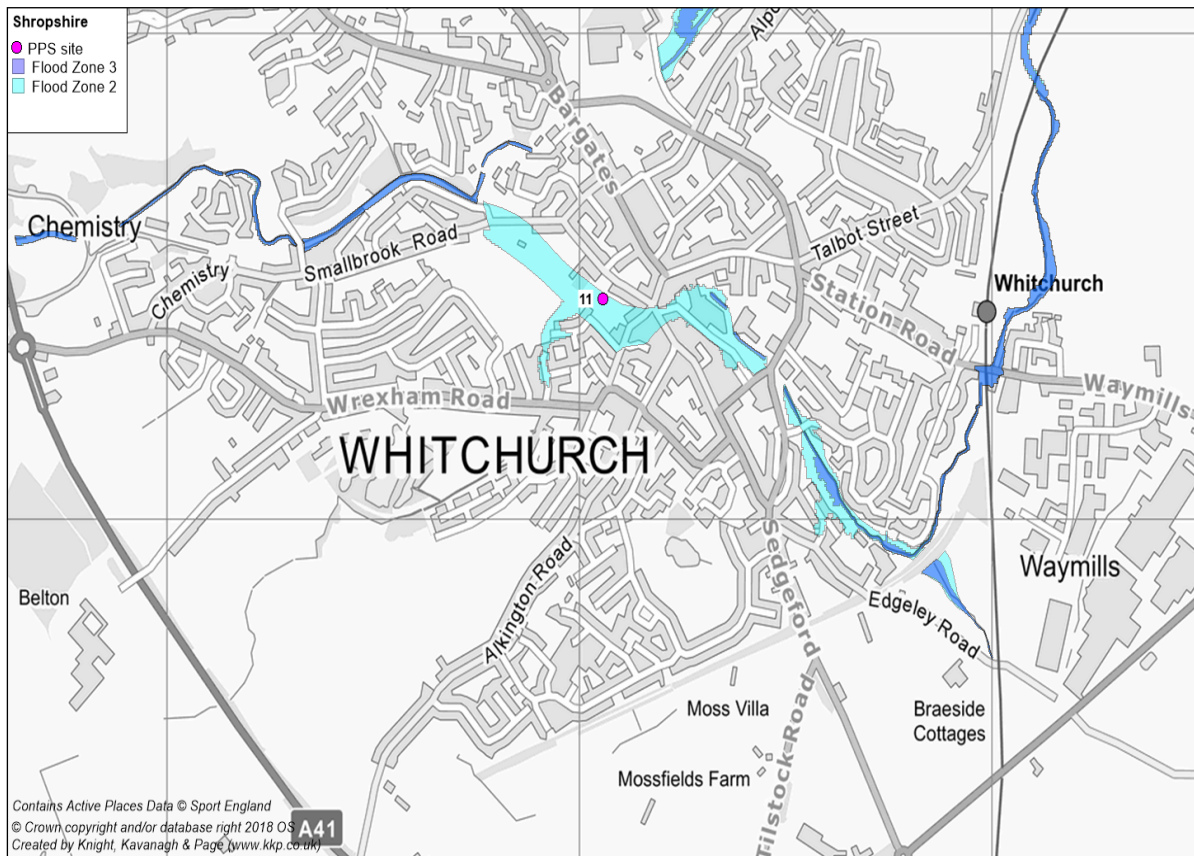 Shropshire
PPS site
Flood Zone 3
Flood Zone 2
Bargates
Chemistry
Smallbrook Road
Chemistry
Talbot Street
Whitchurch
11
Station Road
Waymills
Wrexham Road
WHITCHURCH
Sedgeford
Alkington Road
Waymills
Belton
Edgeley Road
Moss Villa
Braeside
Cottages
Tilstock Road
Mossfields Farm
Contains Active Places Data © Sport England
© Crown copyright and/or database right 2018 OS
A41
Created by Knight, Kavanagh & Page (www.kkp.co.uk)